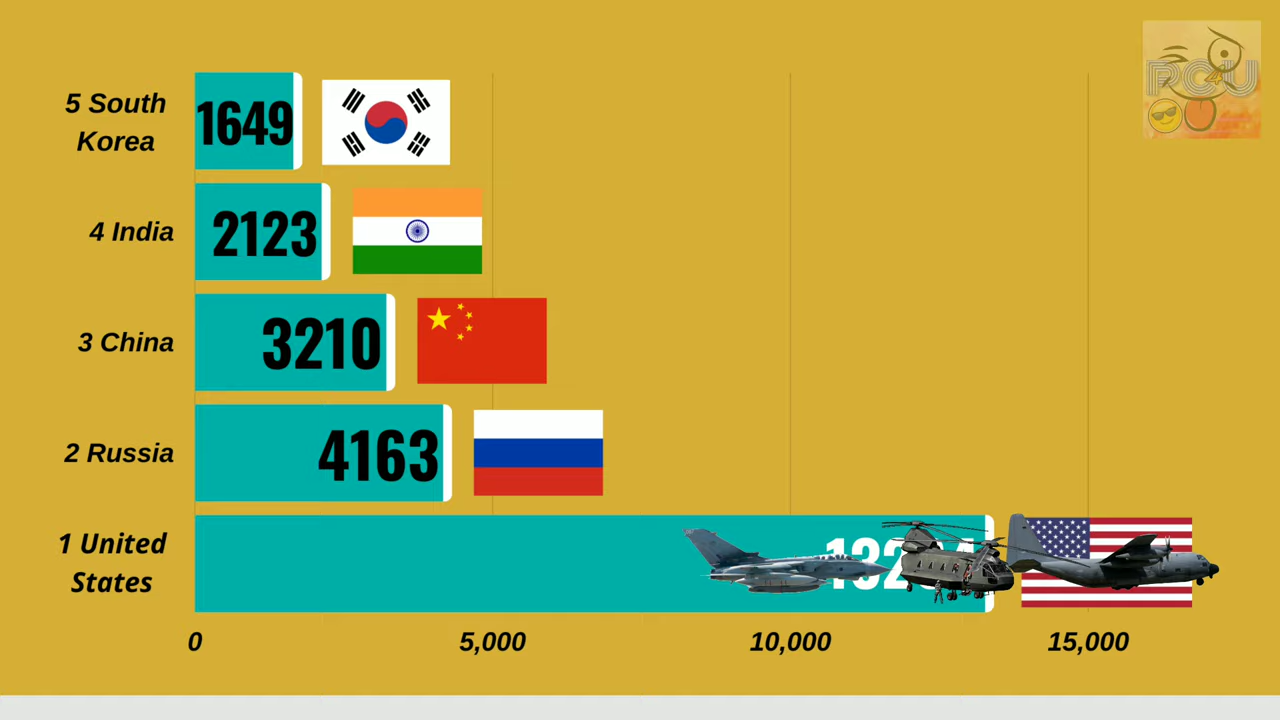 5 South
Korea
1649
4 India
2123
3 China
3210
2 Russia
4163
1 United
States
0
5,000
10,000
15,000
PC4U